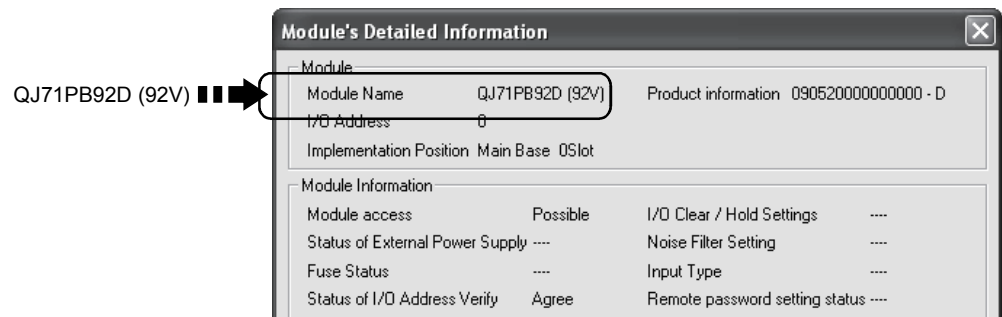 Module's Detailed Information
Module
QJ71PB92D (92V)
Module Name QJ71PB92D (92V) Product information 090520000000000 - D
I/O Address 0
Implementation Position Main Base 0Slot
Module Information
Module access Possible I/O Clear / Hold Settings ----
Status of External Power Supply ---- Noise Filter Setting ----
Fuse Status ---- Input Type ----
Status of I/O Address Verify Agree Remote password setting status ----